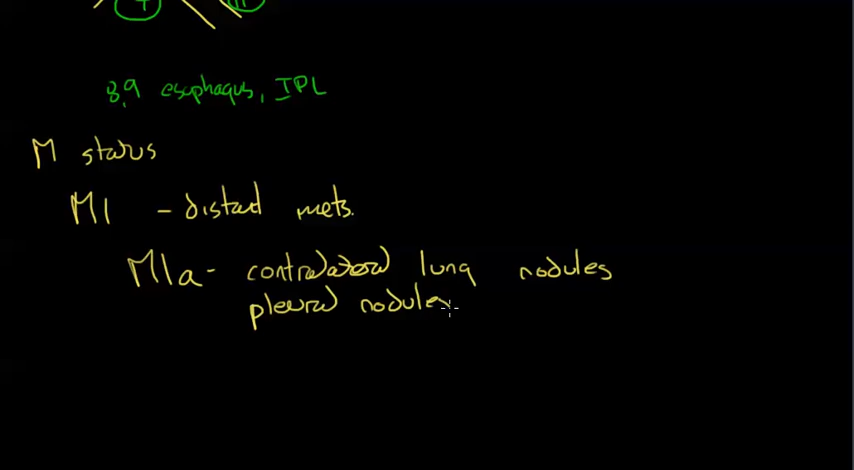 8,9 esophagus, IPL
M status
M1 - distant mets.
M1a- contralateral lung nodules
pleural nodules